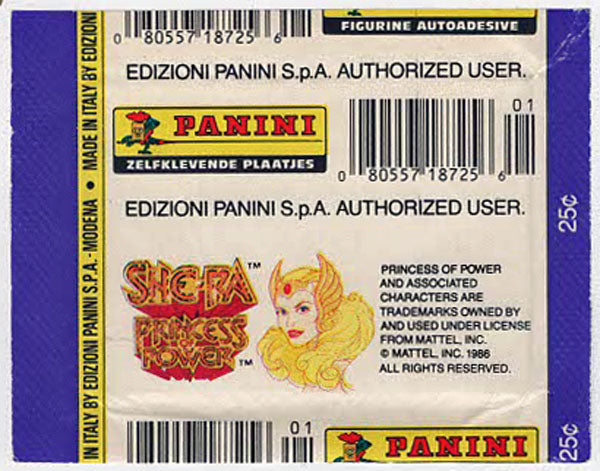 0 80557 18725 6
FIGURINE AUTOADESIVE
EDIZIONI PANINI S.p.A. AUTHORIZED USER.
PANINI
ZELFKLEVENDE PLAATJES
01
0 80557 18725 6
EDIZIONI PANINI S.p.A. AUTHORIZED USER.
SHE-RA™
PRINCESS
OF
POWER™
PRINCESS OF POWER
AND ASSOCIATED
CHARACTERS ARE
TRADEMARKS OWNED BY
AND USED UNDER LICENSE
FROM MATTEL, INC.
© MATTEL, INC. 1986
ALL RIGHTS RESERVED.
01
PANINI
IN ITALY BY EDIZIONI PANINI S.P.A. - MODENA • MADE IN ITALY BY EDIZIONI
25¢
25¢